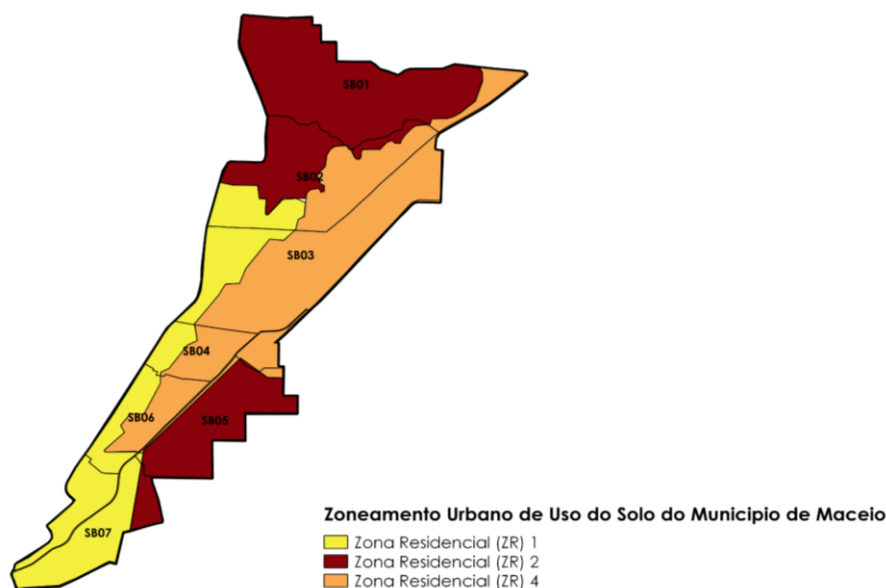 SB01
SB02
SB03
SB04
SB06
SB05
SB07
Zoneamento Urbano de Uso do Solo do Municipio de Maceio
Zona Residencial (ZR) 1
Zona Residencial (ZR) 2
Zona Residencial (ZR) 4